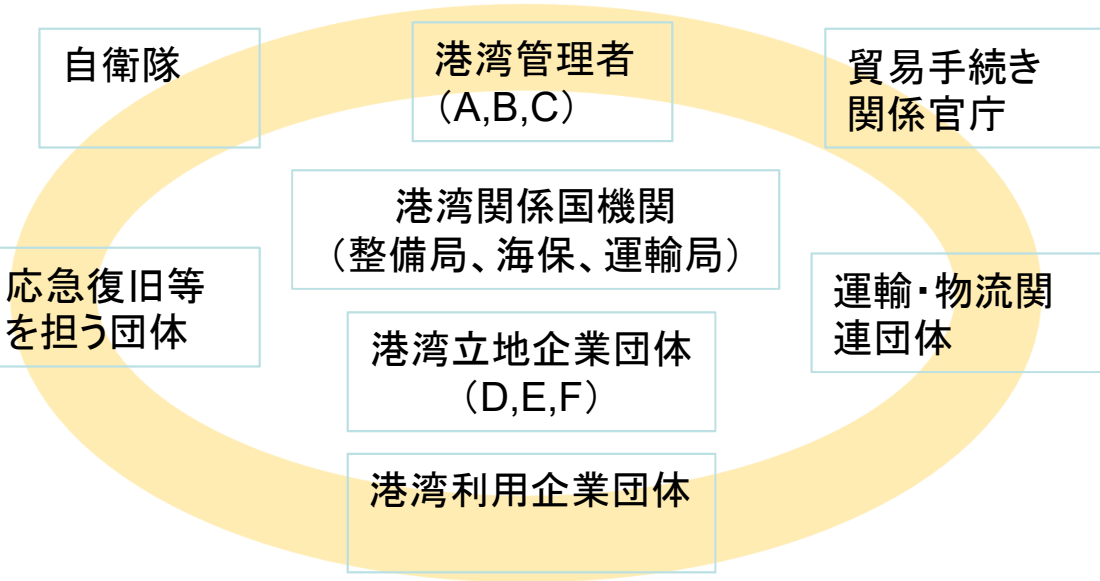 自衛隊
港湾管理者
（A,B,C）
貿易手続き
関係官庁
港湾関係国機関
（整備局、海保、運輸局）
応急復旧等
を担う団体
運輸・物流関
連団体
港湾立地企業団体
（D,E,F）
港湾利用企業団体